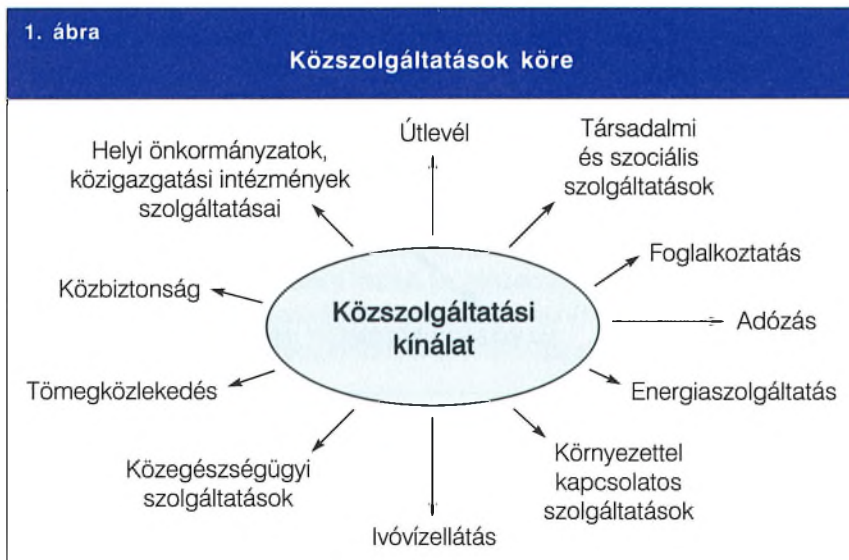 1. ábra
Közszolgáltatások köre
Útlevél
Társadalmi
és szociális
szolgáltatások
Helyi önkormányzatok,
közigazgatási intézmények
szolgáltatásai
Foglalkoztatás
Közbiztonság
Közszolgáltatási
kínálat
Adózás
Tömegközlekedés
Energiaszolgáltatás
Közegészségügyi
szolgáltatások
Környezettel
kapcsolatos
szolgáltatások
Ivóvízellátás